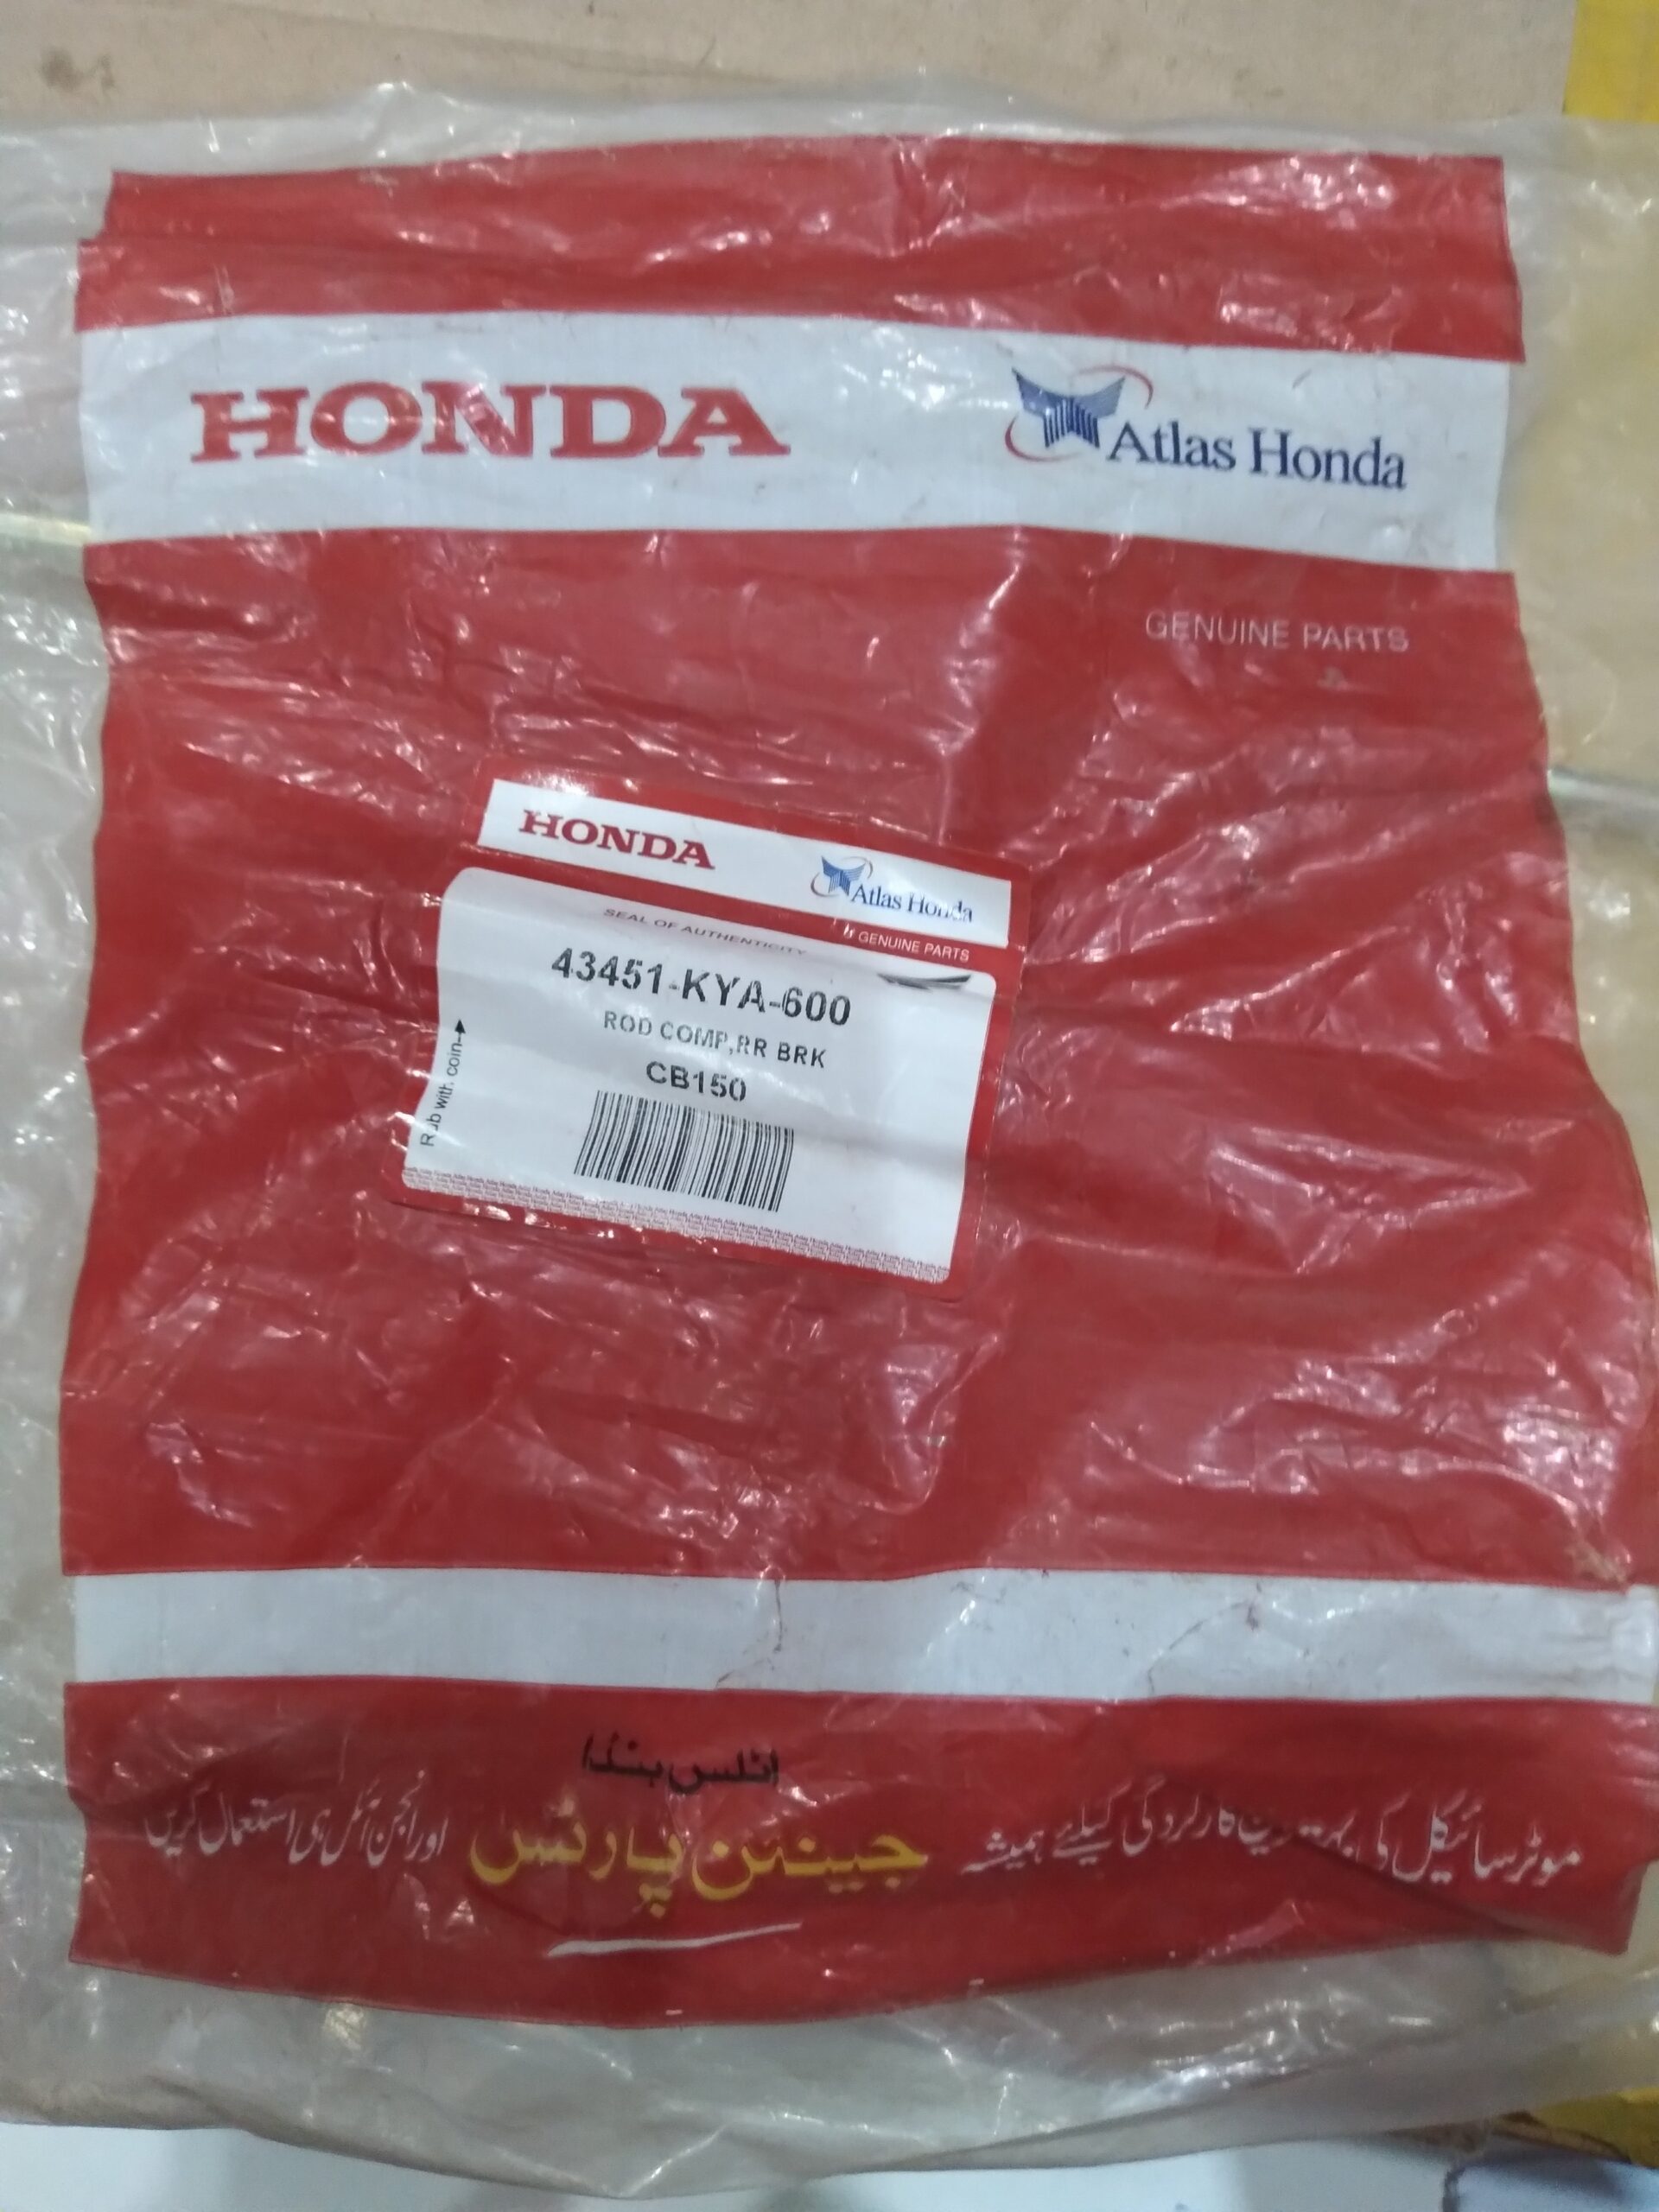 HONDA
Atlas Honda
GENUINE PARTS
HONDA
Atlas Honda
SEAL OF AUTHENTICITY
GENUINE PARTS
43451-KYA-600
ROD COMP,RR BRK
CB150
Rub with coin
اٹلس ہنڈا
موٹرسائیکل کی بہترین کارکردگی کیلئے ہمیشہ جینئن پارٹس اور انجن آئل ہی استعمال کریں